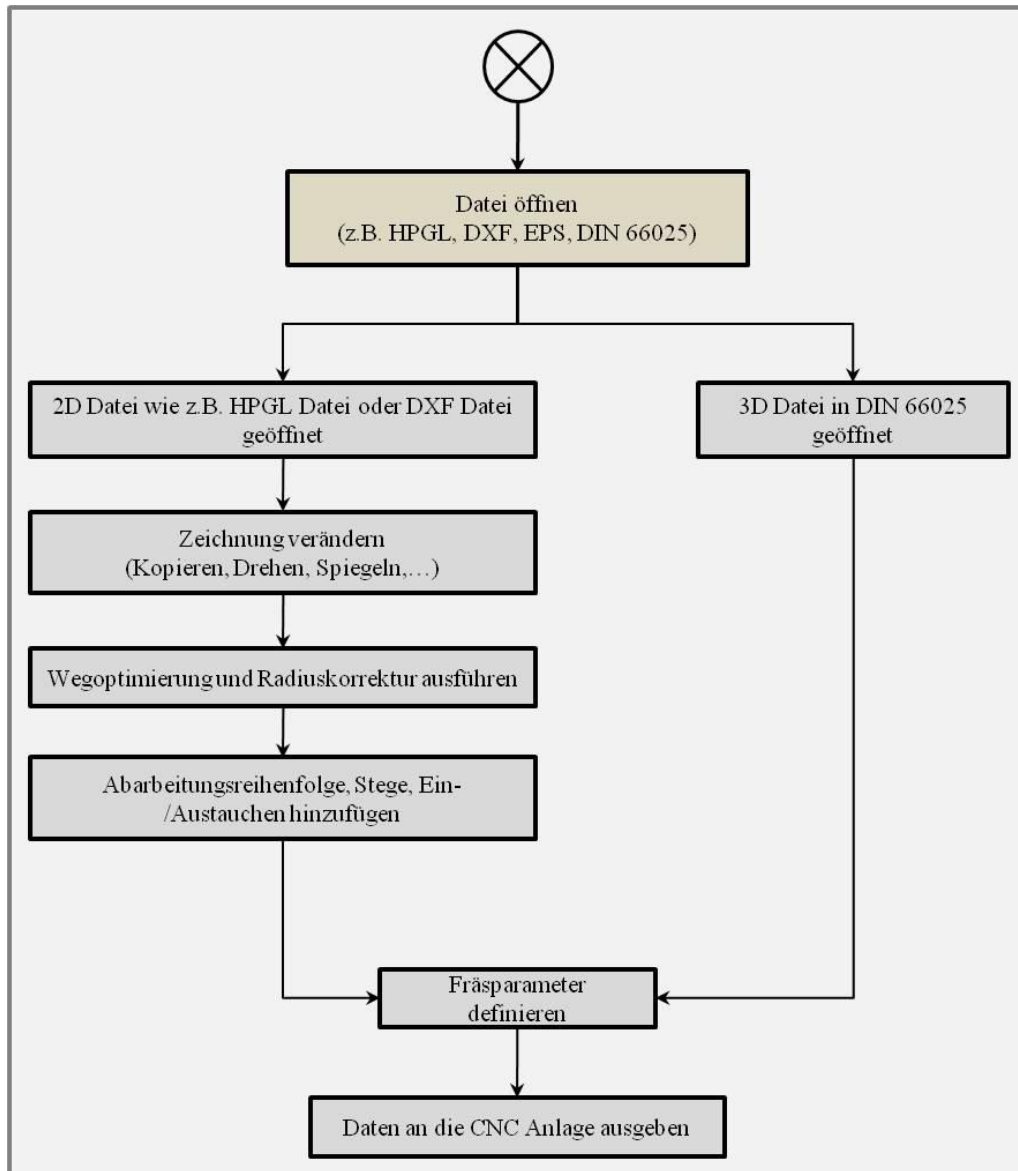 Datei öffnen
(z.B. HPGL, DXF, EPS, DIN 66025)
2D Datei wie z.B. HPGL Datei oder DXF Datei
geöffnet
3D Datei in DIN 66025
geöffnet
Zeichnung verändern
(Kopieren, Drehen, Spiegeln,…)
Wegoptimierung und Radiuskorrektur ausführen
Abarbeitungsreihenfolge, Stege, Ein-
/Austauchen hinzufügen
Fräsparameter
definieren
Daten an die CNC Anlage ausgeben